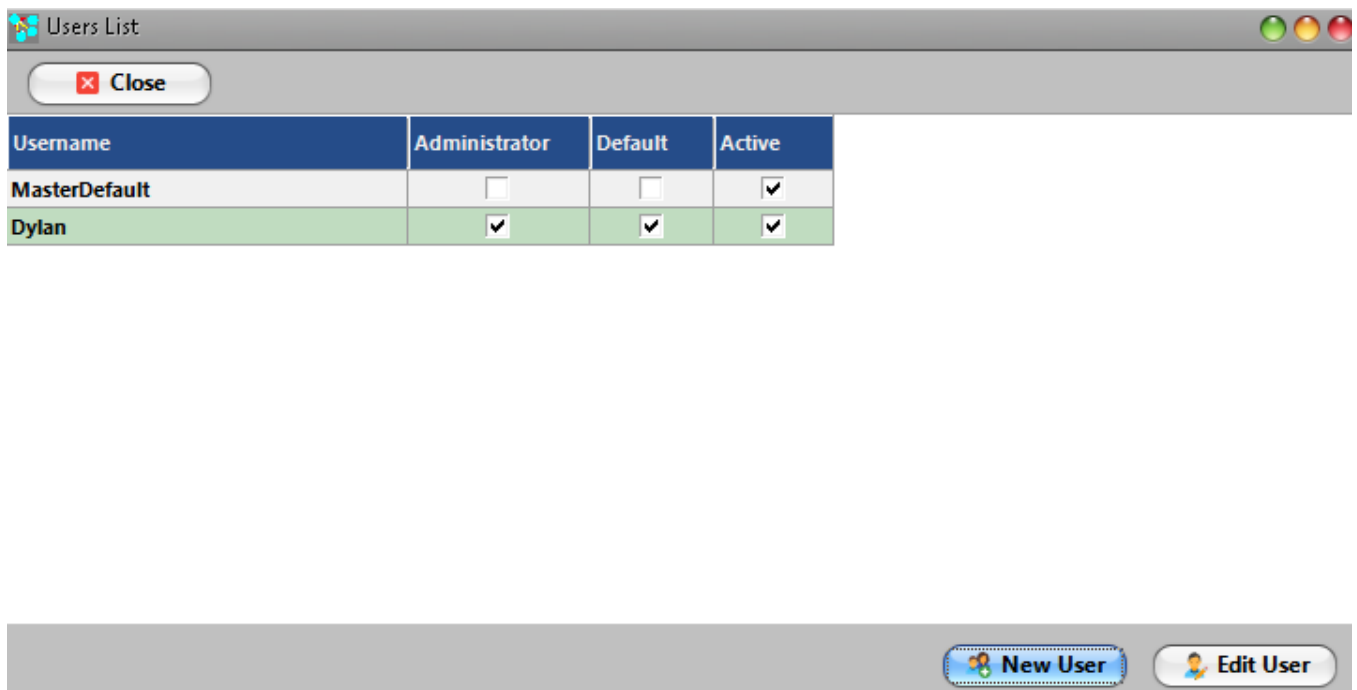 Users List
Close
Username Administrator Default Active
MasterDefault
Dylan
New User Edit User